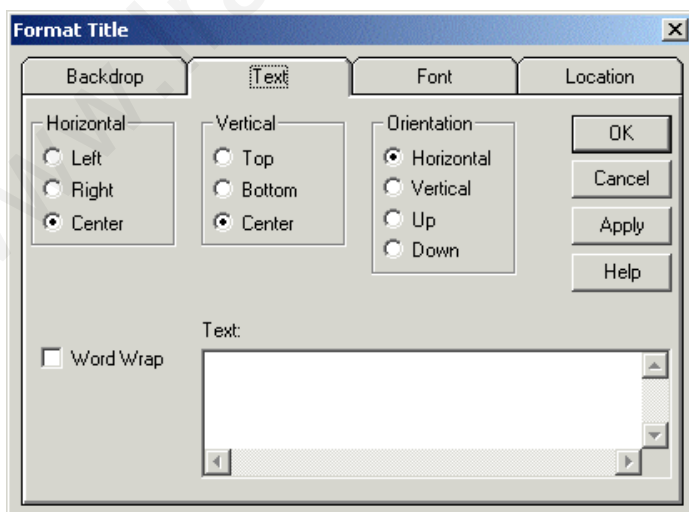 Format Title
Backdrop Text Font Location
Horizontal Vertical Orientation OK
Left Top Horizontal
Right Bottom Vertical Cancel
Center Center Up Apply
Down
Help
Text:
Word Wrap